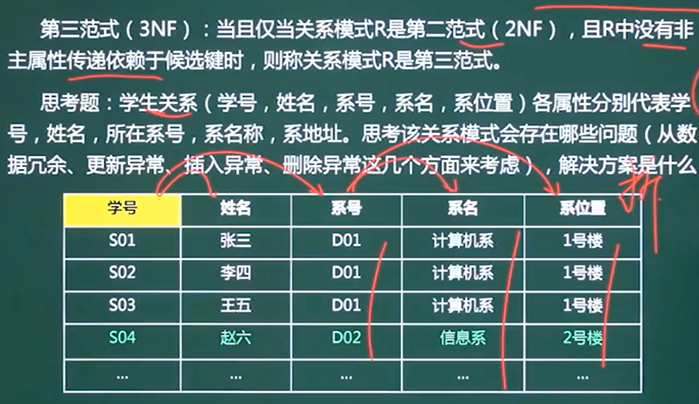 第三范式（3NF）：当且仅当关系模式R是第二范式（2NF），且R中没有非
主属性传递依赖于候选键时，则称关系模式R是第三范式。
思考题：学生关系（学号，姓名，系号，系名，系位置）各属性分别代表学
号，姓名，所在系号，系名称，系地址。思考该关系模式会存在哪些问题（从数
据冗余、更新异常、插入异常、删除异常这几个方面来考虑），解决方案是什么
学号 姓名 系号 系名 系位置
S01 张三 D01 计算机系 1号楼
S02 李四 D01 计算机系 1号楼
S03 王五 D01 计算机系 1号楼
S04 赵六 D02 信息系 2号楼
... ... ... ... ...